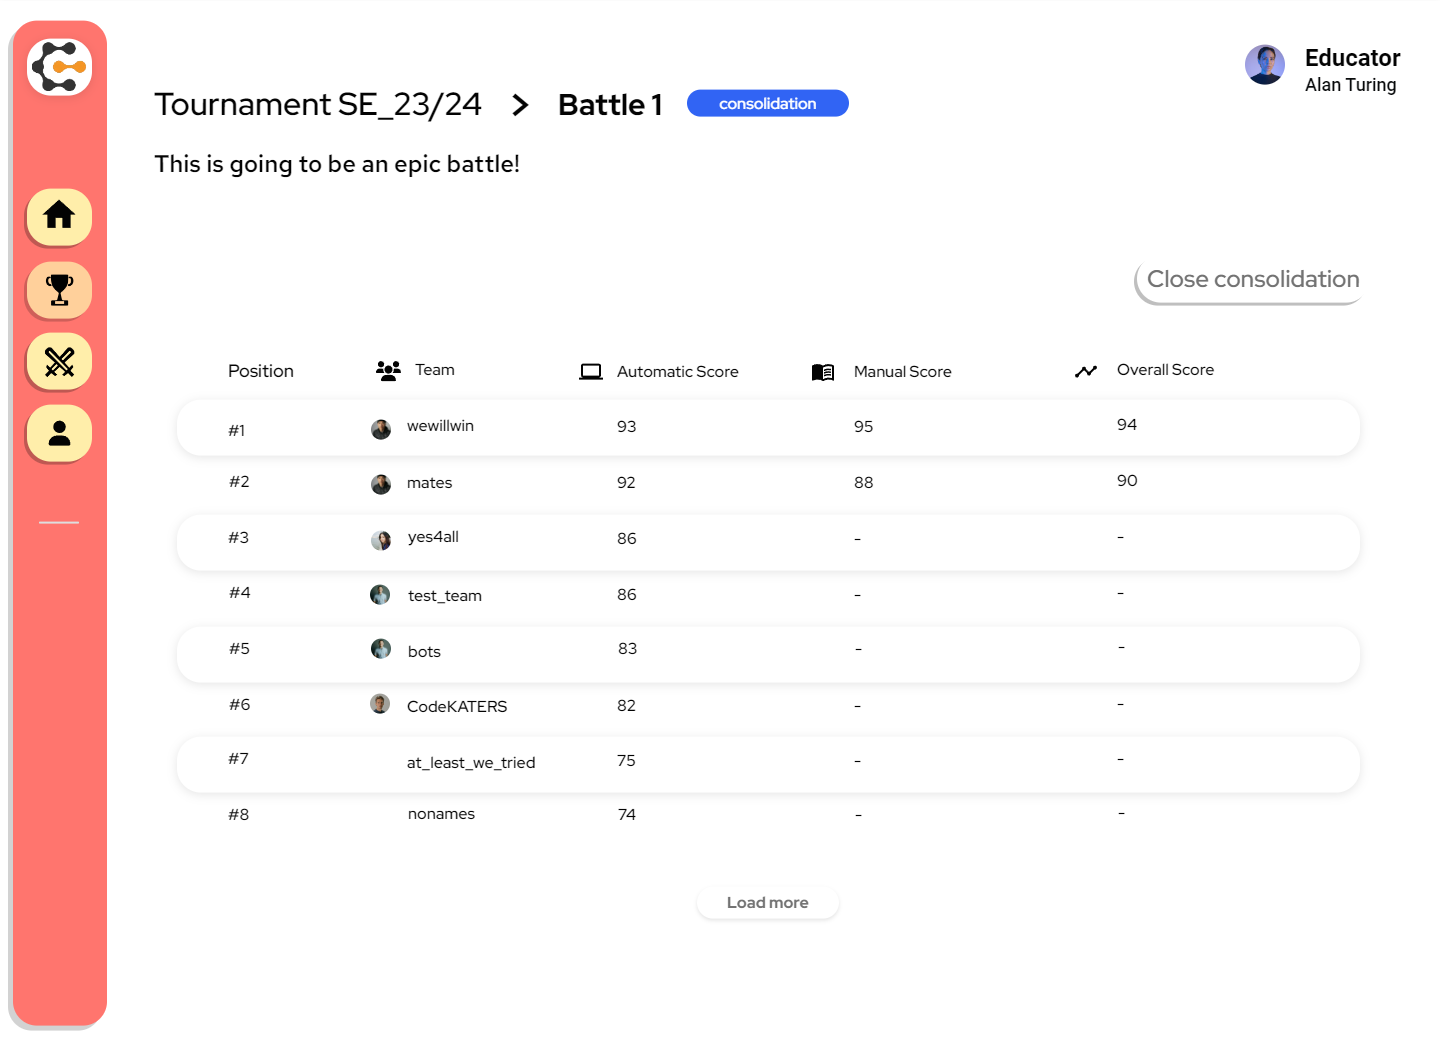 Educator
Alan Turing
Tournament SE_23/24 > Battle 1 consolidation
This is going to be an epic battle!
Close consolidation
Position Team Automatic Score Manual Score Overall Score
#1 wewillwin 93 95 94
#2 mates 92 88 90
#3 yes4all 86 - -
#4 test_team 86 - -
#5 bots 83 - -
#6 CodeKATERS 82 - -
#7 at_least_we_tried 75 - -
#8 nonames 74 - -
Load more